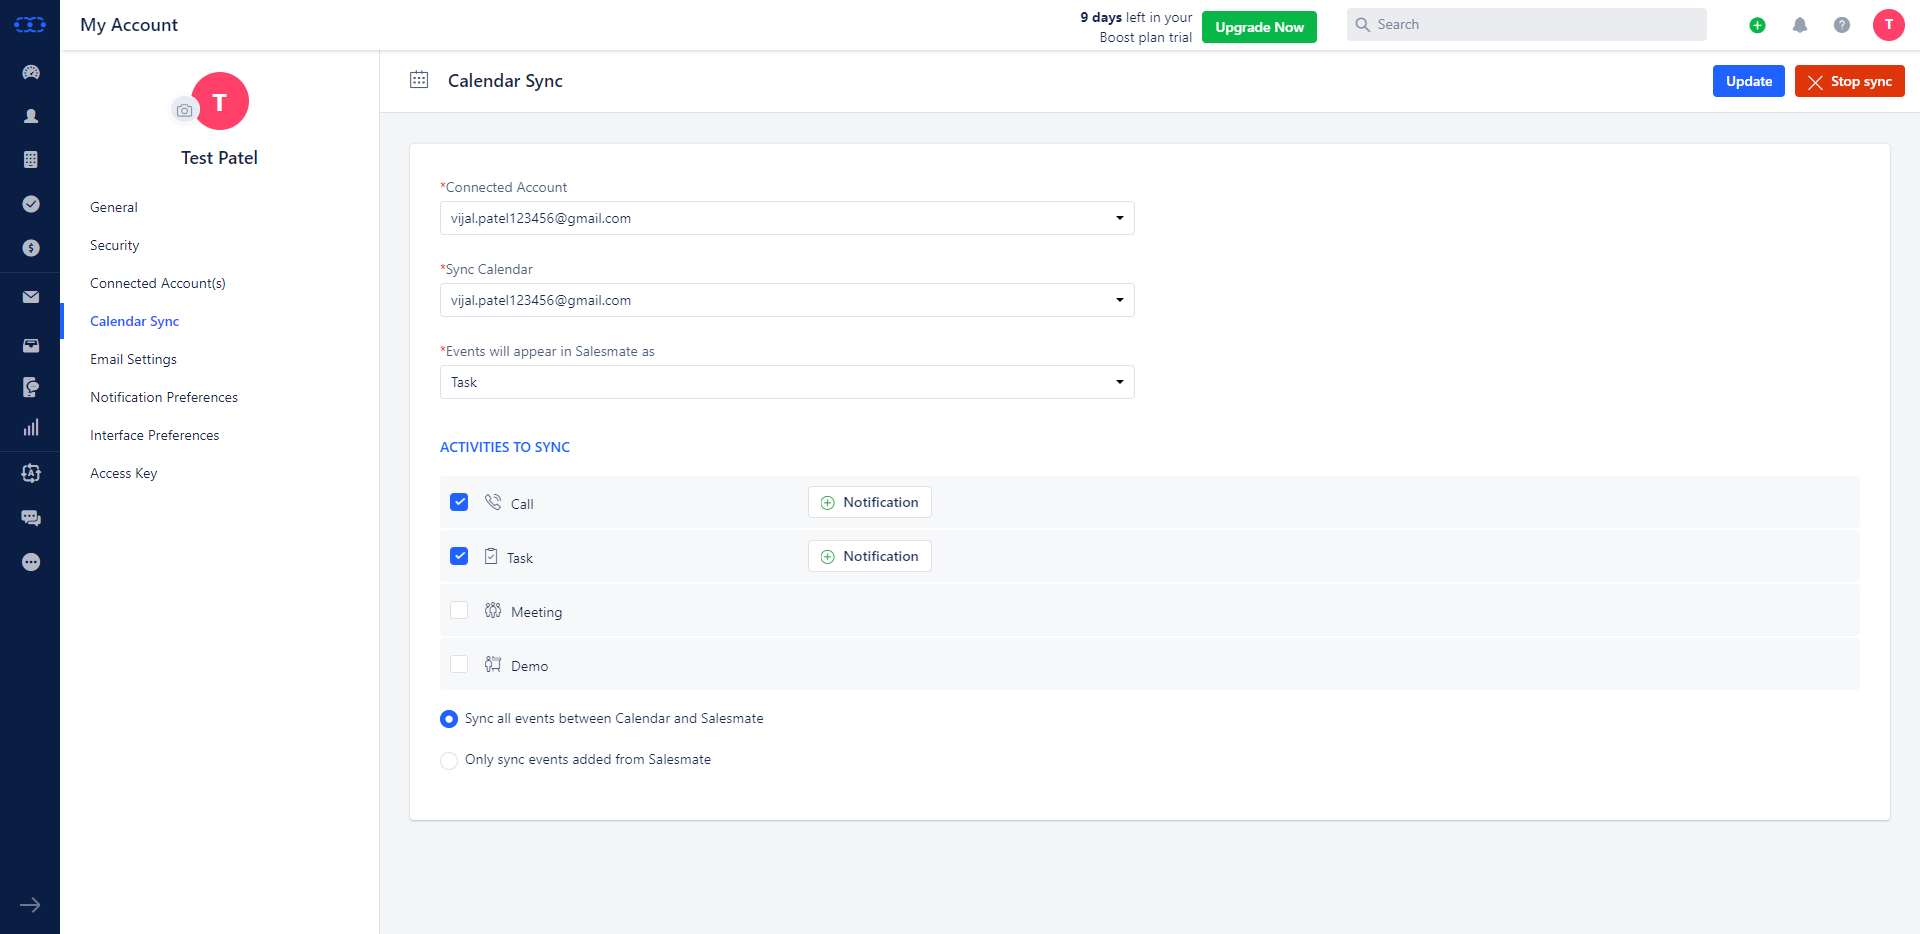 My Account
9 days left in your
Boost plan trial
Upgrade Now
Search
T
T
Test Patel
General
Security
Connected Account(s)
Calendar Sync
Email Settings
Notification Preferences
Interface Preferences
Access Key
Calendar Sync
Update
Stop sync
*Connected Account
vijal.patel123456@gmail.com
*Sync Calendar
vijal.patel123456@gmail.com
*Events will appear in Salesmate as
Task
ACTIVITIES TO SYNC
Call
Notification
Task
Notification
Meeting
Demo
Sync all events between Calendar and Salesmate
Only sync events added from Salesmate